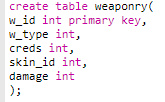 create table weaponry(
w_id int primary key,
w_type int,
creds int,
skin_id int,
damage int
);